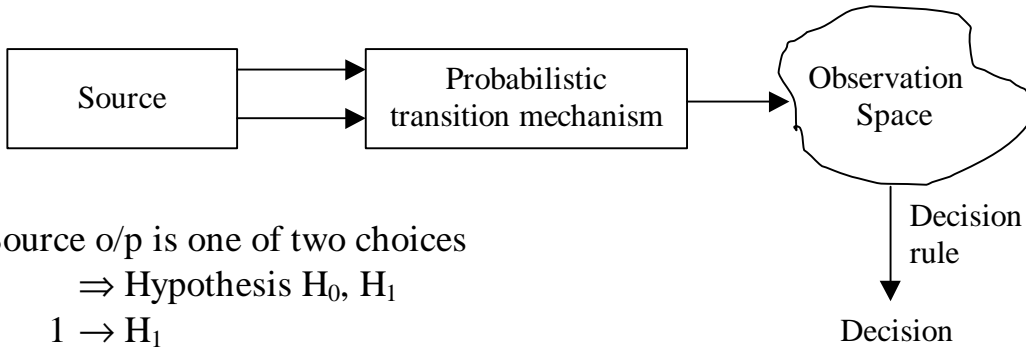 Source
Probabilistic
transition mechanism
Observation
Space
Decision
rule
Decision
ource o/p is one of two choices
⇒ Hypothesis H₀, H₁
1 → H₁